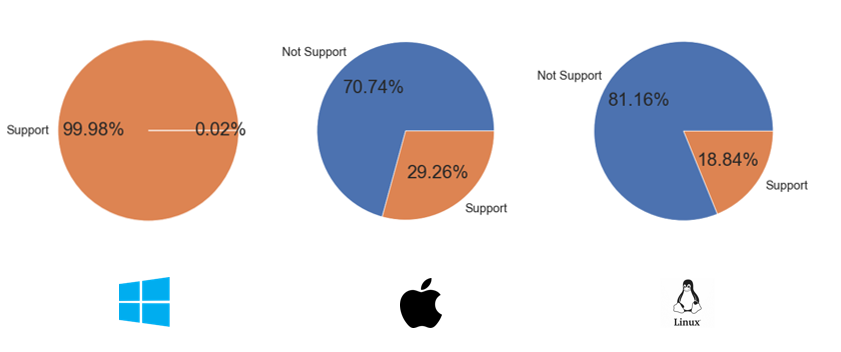 Support
99.98%
0.02%
Not Support
70.74%
29.26%
Support
Not Support
81.16%
18.84%
Support
Linux